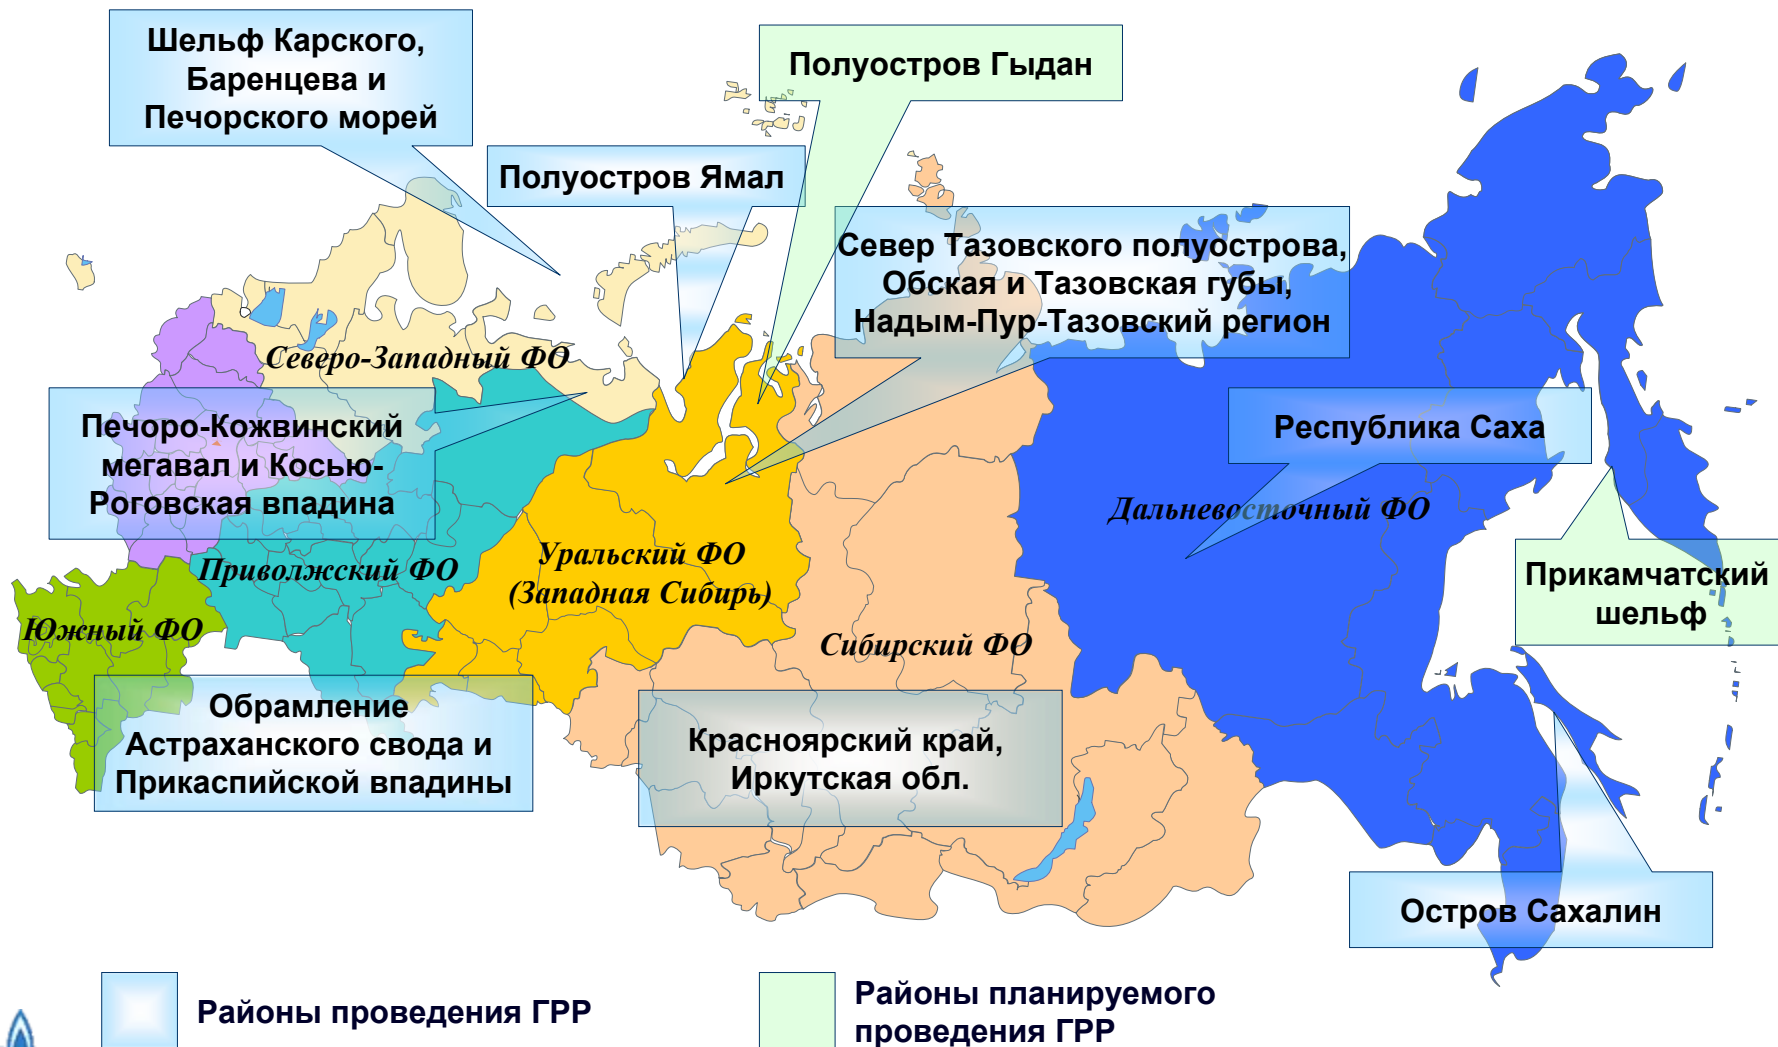 Шельф Карского,
Баренцева и
Печорского морей
Полуостров Гыдан
Полуостров Ямал
Север Тазовского полуострова,
Обская и Тазовская губы,
Надым-Пур-Тазовский регион
Северо-Западный ФО
Печоро-Кожвинский
мегавал и Косью-
Роговская впадина
Республика Саха
Дальневосточный ФО
Уральский ФО
(Западная Сибирь)
Приволжский ФО
Прикамчатский
шельф
Южный ФО
Сибирский ФО
Обрамление
Астраханского свода и
Прикаспийской впадины
Красноярский край,
Иркутская обл.
Остров Сахалин
Районы проведения ГРР
Районы планируемого
проведения ГРР